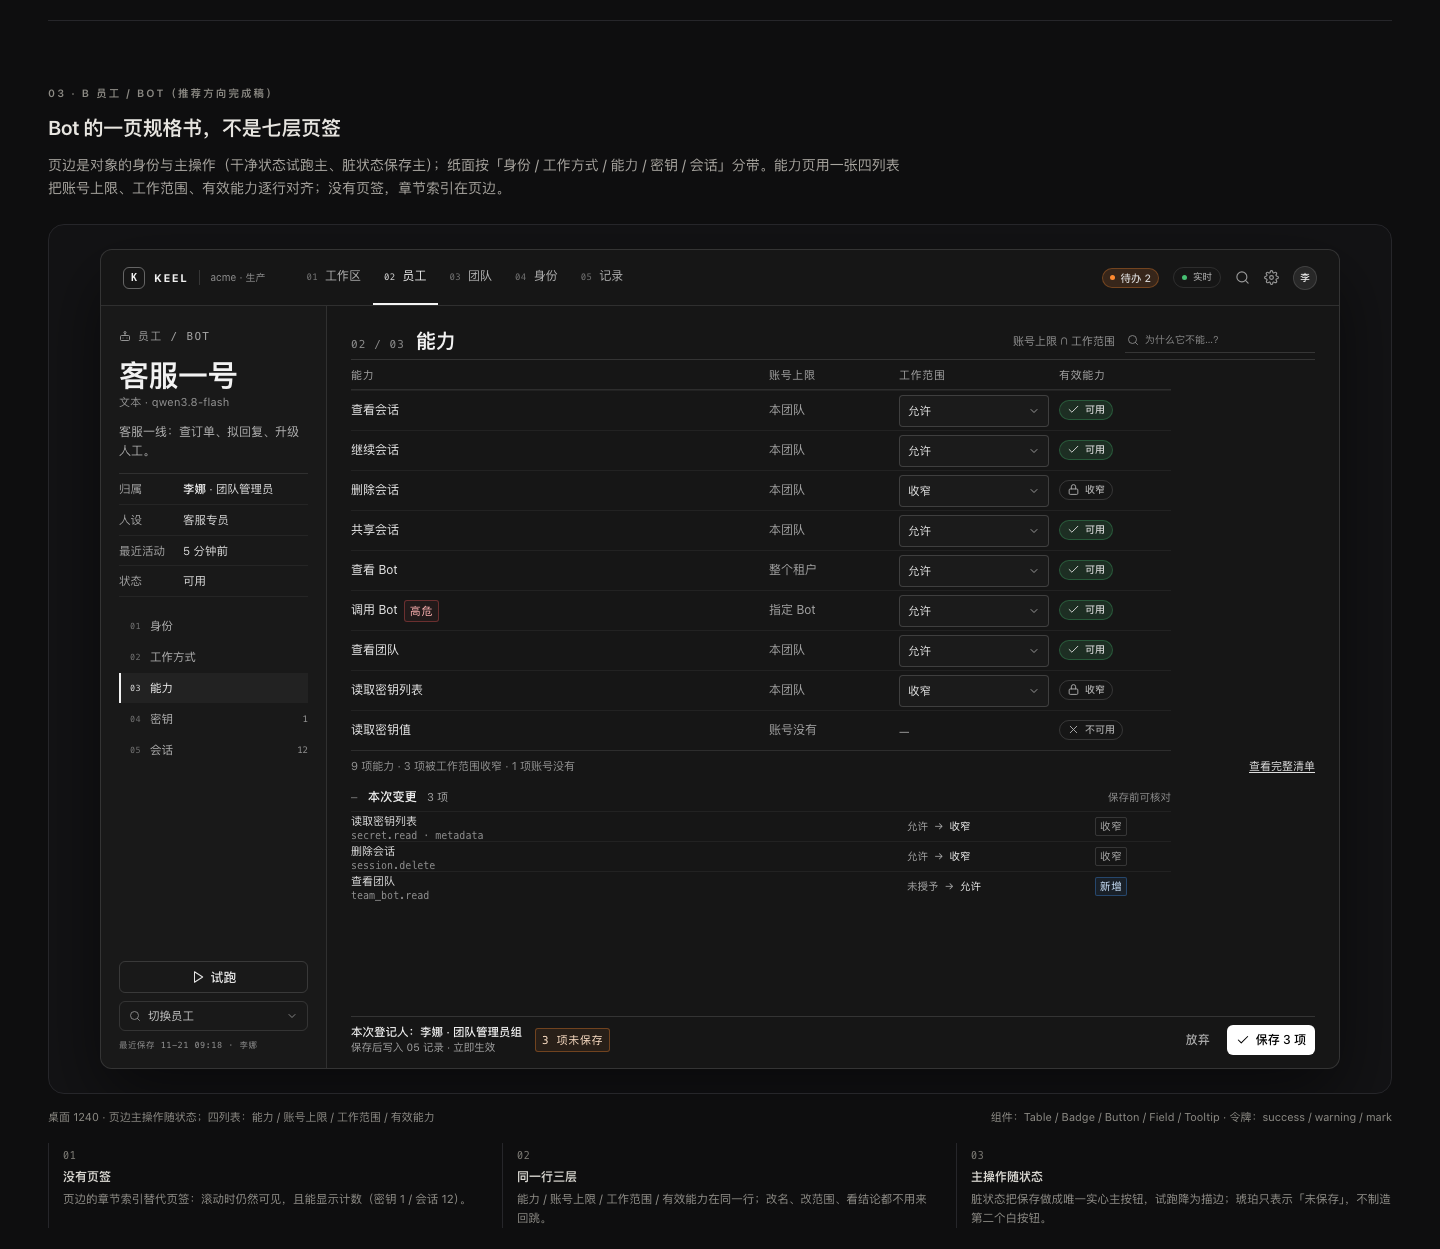 03 · B 员工 / BOT（推荐方向完成稿）
Bot 的一页规格书，不是七层页签
页边是对象的身份与主操作（干净状态试跑主、脏状态保存主）；纸面按「身份 / 工作方式 / 能力 / 密钥 / 会话」分带。能力页用一张四列表
把账号上限、工作范围、有效能力逐行对齐；没有页签，章节索引在页边。
K KEEL acme · 生产 01 工作区 02 员工 03 团队 04 身份 05 记录 待办 2 实时 李
员工 / BOT
客服一号
文本 · qwen3.8-flash
客服一线：查订单、拟回复、升级
人工。
归属 李娜 · 团队管理员
人设 客服专员
最近活动 5 分钟前
状态 可用
01 身份
02 工作方式
03 能力
04 密钥 1
05 会话 12
试跑
切换员工
最近保存 11-21 09:18 · 李娜
02 / 03 能力 账号上限 ∩ 工作范围 为什么它不能…?
能力 账号上限 工作范围 有效能力
查看会话 本团队 允许 可用
继续会话 本团队 允许 可用
删除会话 本团队 收窄 收窄
共享会话 本团队 允许 可用
查看 Bot 整个租户 允许 可用
调用 Bot 高危 指定 Bot 允许 可用
查看团队 本团队 允许 可用
读取密钥列表 本团队 收窄 收窄
读取密钥值 账号没有 — 不可用
9 项能力 · 3 项被工作范围收窄 · 1 项账号没有 查看完整清单
— 本次变更 3 项 保存前可核对
读取密钥列表 允许 → 收窄 收窄
secret.read · metadata
删除会话 允许 → 收窄 收窄
session.delete
查看团队 未授予 → 允许 新增
team_bot.read
本次登记人：李娜 · 团队管理员组 3 项未保存 放弃 保存 3 项
保存后写入 05 记录 · 立即生效
桌面 1240 · 页边主操作随状态；四列表：能力 / 账号上限 / 工作范围 / 有效能力 组件：Table / Badge / Button / Field / Tooltip · 令牌：success / warning / mark
01
没有页签
页边的章节索引替代页签：滚动时仍然可见，且能显示计数（密钥 1 / 会话 12）。
02
同一行三层
能力 / 账号上限 / 工作范围 / 有效能力在同一行；改名、改范围、看结论都不用来
回跳。
03
主操作随状态
脏状态把保存做成唯一实心主按钮，试跑降为描边；琥珀只表示「未保存」，不制造
第二个白按钮。